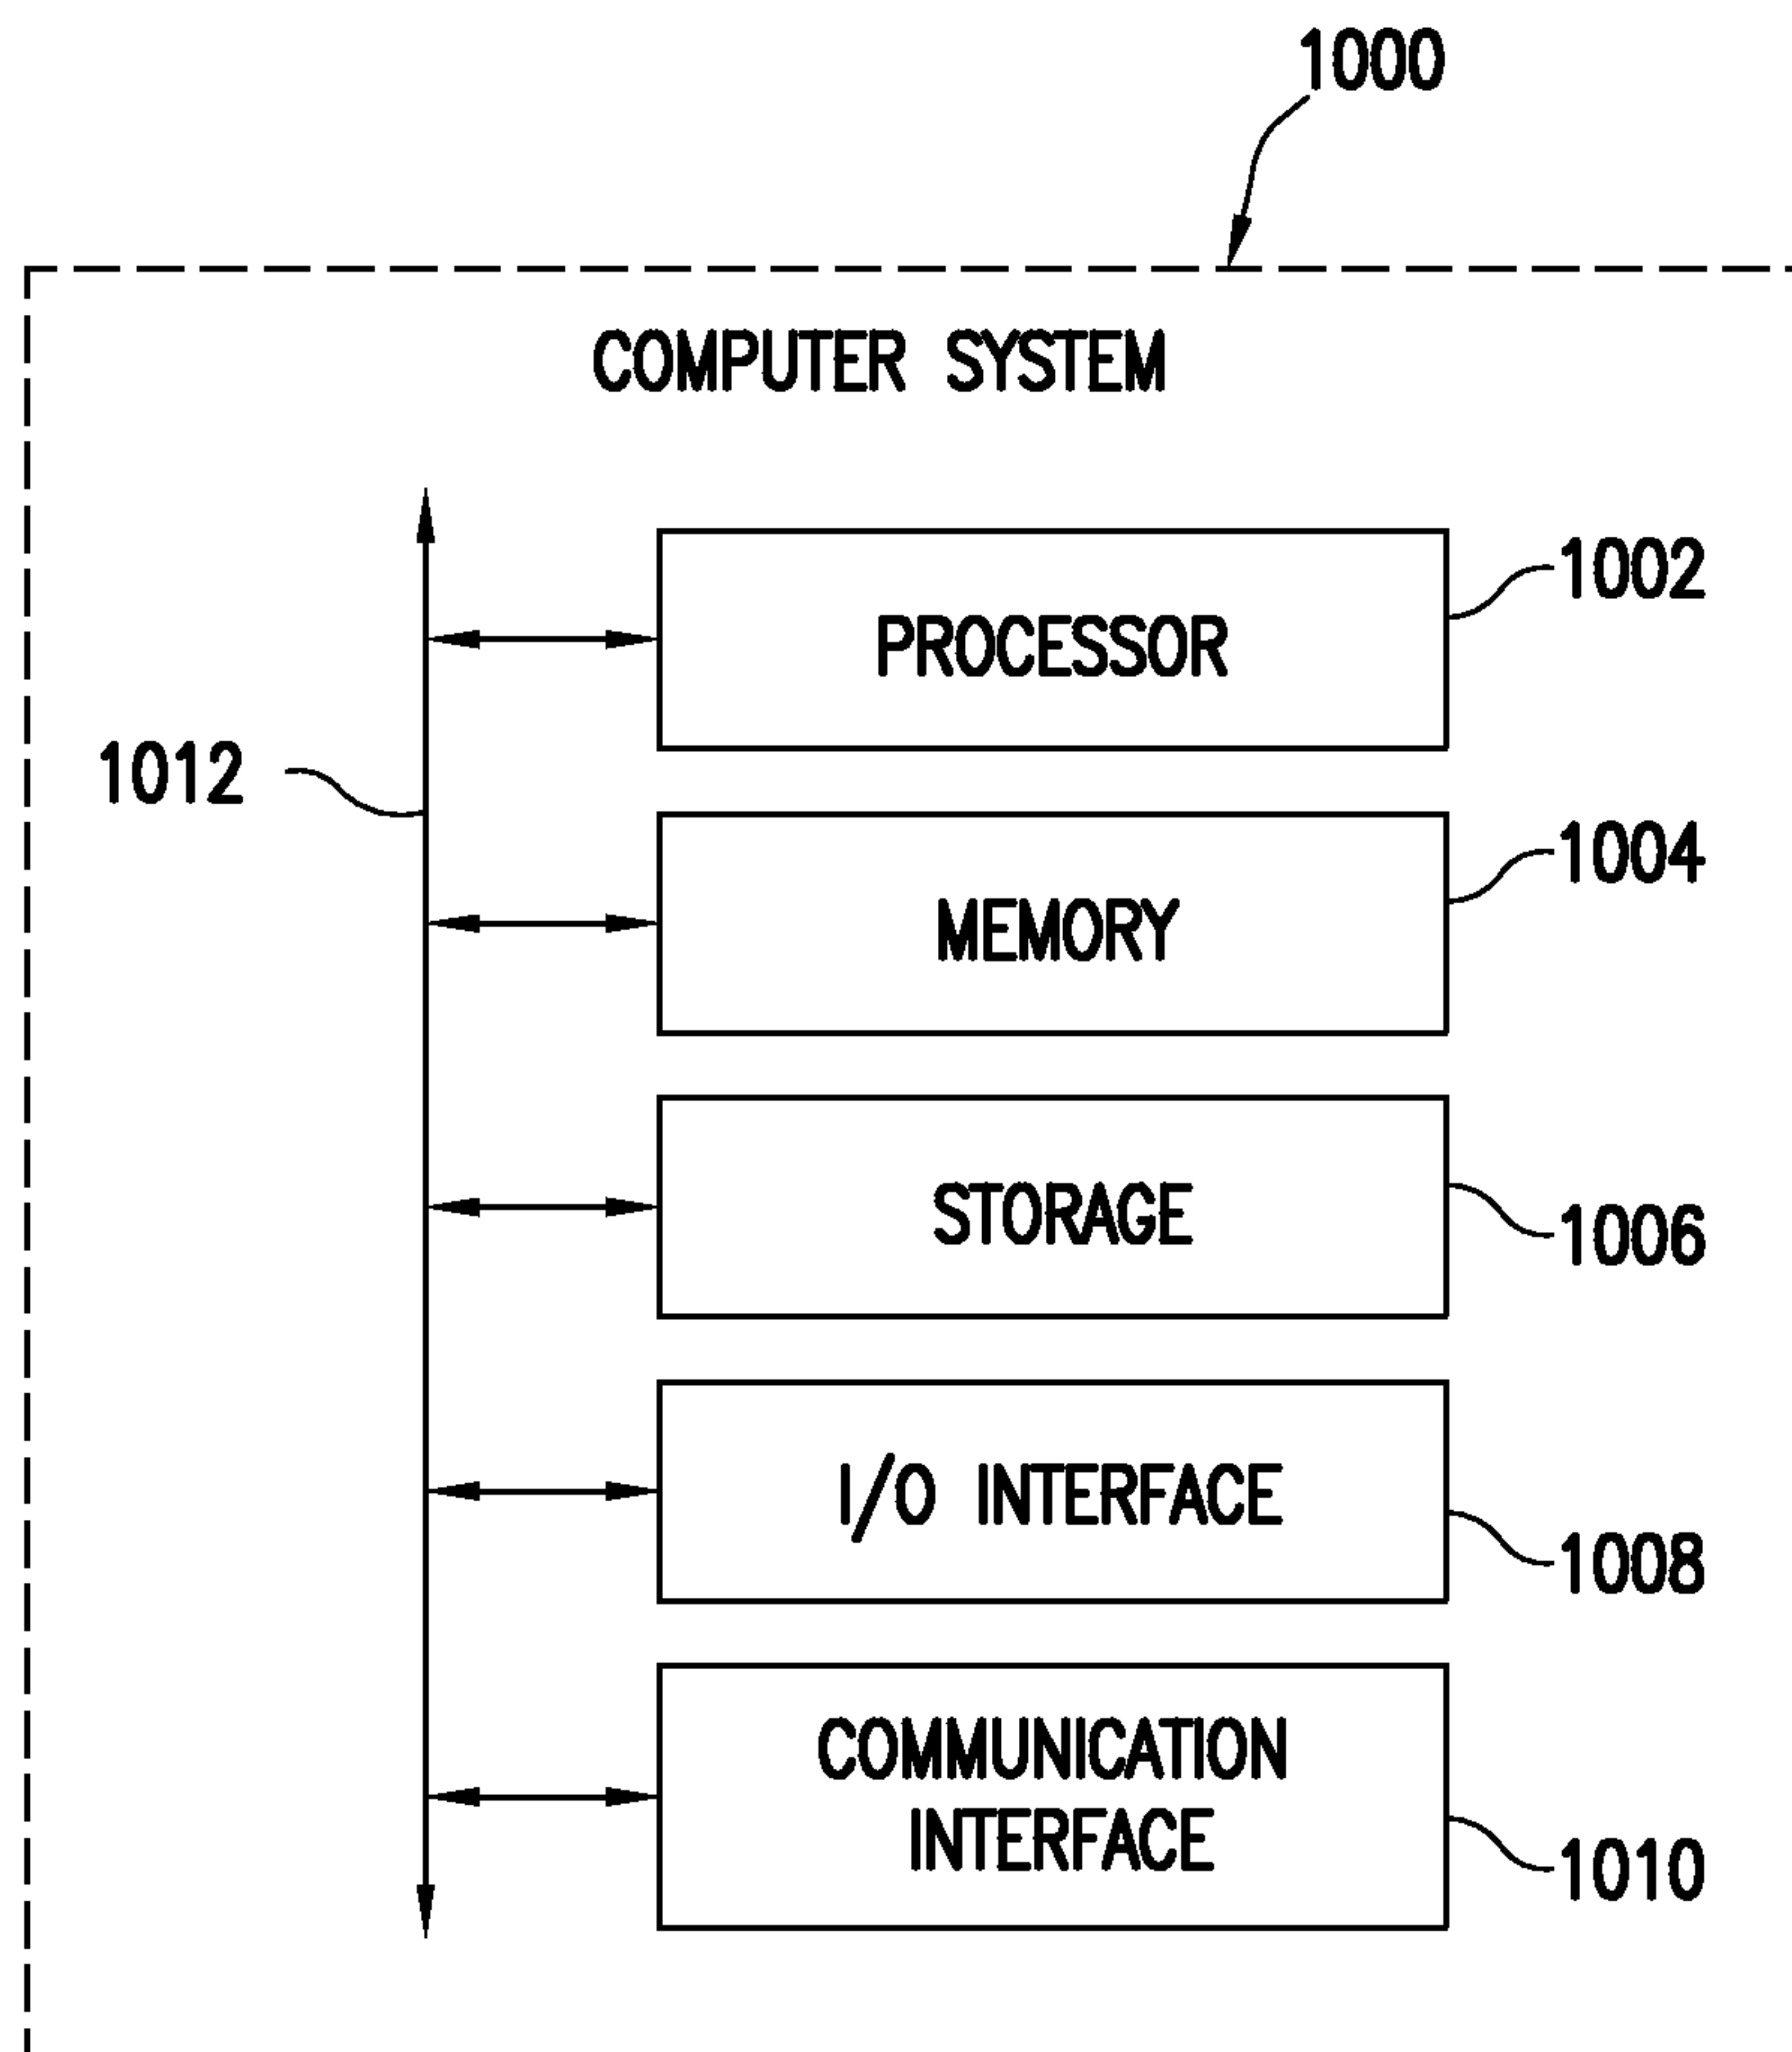 1000
COMPUTER SYSTEM
1002
PROCESSOR
1012
1004
MEMORY
1006
STORAGE
I/O INTERFACE
1008
COMMUNICATION
INTERFACE
1010